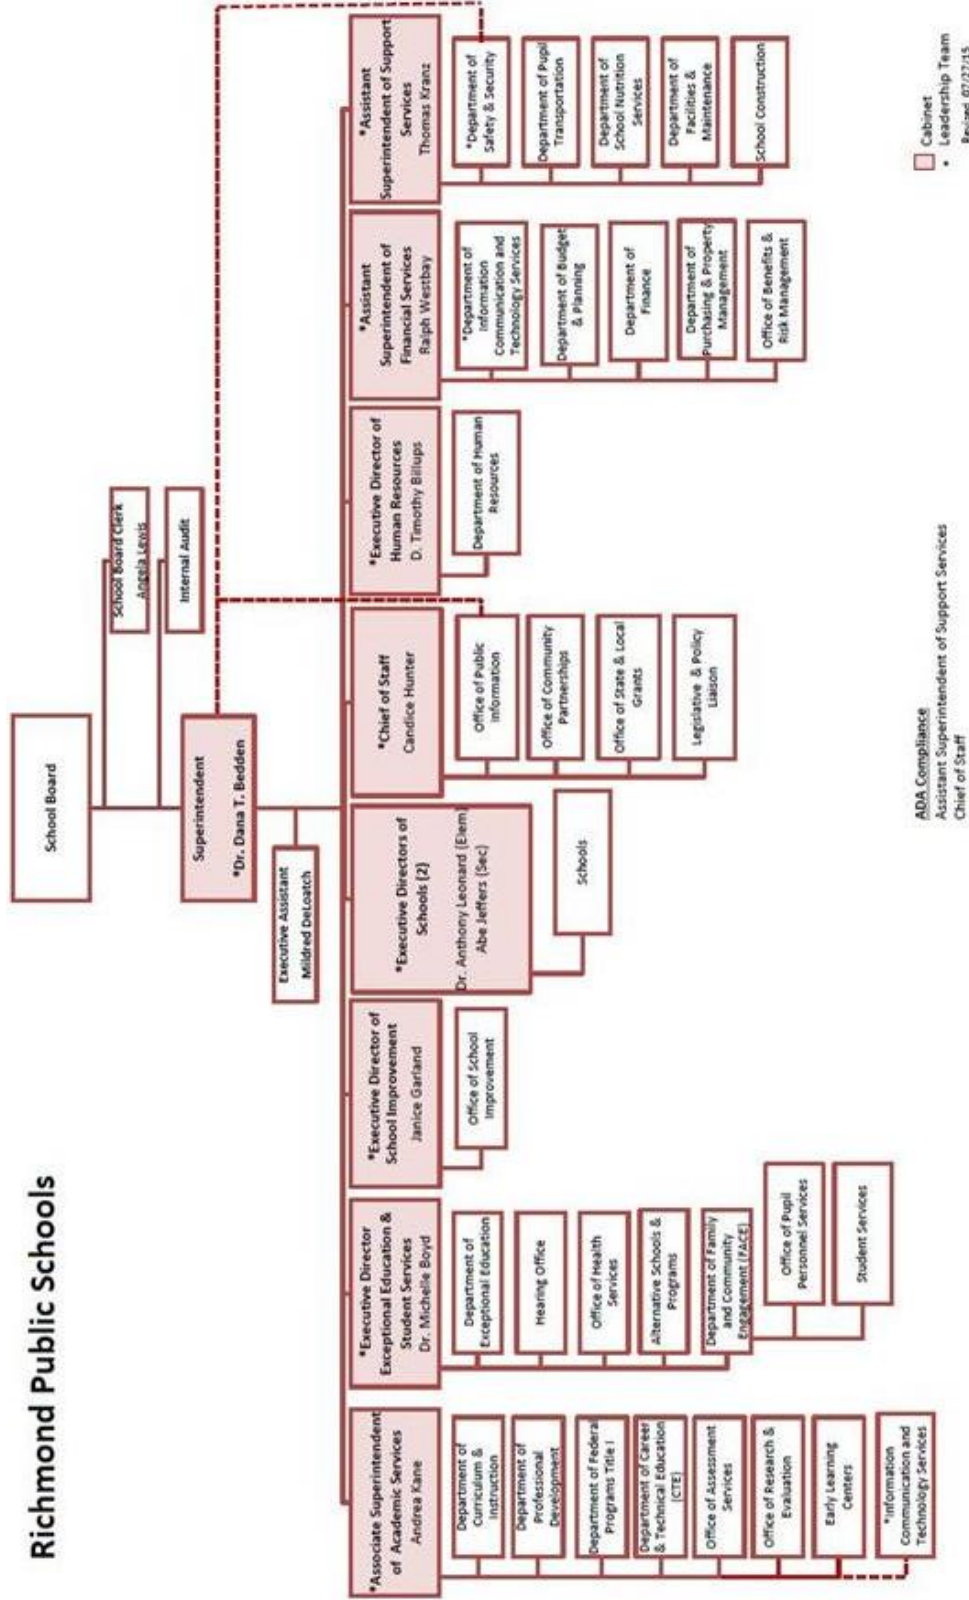 Richmond Public Schools
School Board
School Board Clerk
Angela Lewis
Internal Audit
Superintendent
*Dr. Dana T. Bedden
Executive Assistant
Mildred DeLoatch
*Associate Superintendent
of Academic Services
Andrea Kane
Department of
Curriculum &
Instruction
Department of
Professional
Development
Department of Federal
Programs Title I
Department of Career
& Technical Education
(CTE)
Office of Assessment
Services
Office of Research &
Evaluation
Early Learning
Centers
*Information
Communication and
Technology Services
*Executive Director
Exceptional Education &
Student Services
Dr. Michelle Boyd
Department of
Exceptional Education
Hearing Office
Office of Health
Services
Alternative Schools &
Programs
Department of Family
and Community
Engagement (FACE)
Office of Pupil
Personnel Services
Student Services
*Executive Director of
School Improvement
Janice Garland
Office of School
Improvement
*Executive Directors of
Schools (2)
Dr. Anthony Leonard (Elem)
Abe Jeffers (Sec)
Schools
*Chief of Staff
Candice Hunter
Office of Public
Information
Office of Community
Partnerships
Office of State & Local
Grants
Legislative & Policy
Liaison
*Executive Director of
Human Resources
D. Timothy Billups
Department of Human
Resources
*Assistant
Superintendent of
Financial Services
Ralph Westbay
*Department of
Information
Communication and
Technology Services
Department of Budget
& Planning
Department of
Finance
Department of
Purchasing & Property
Management
Office of Benefits &
Risk Management
*Assistant
Superintendent of Support
Services
Thomas Kranz
*Department of
Safety & Security
Department of Pupil
Transportation
Department of
School Nutrition
Services
Department of
Facilities &
Maintenance
School Construction
ADA Compliance
Assistant Superintendent of Support Services
Chief of Staff
Cabinet
• Leadership Team
Revised 07/27/15